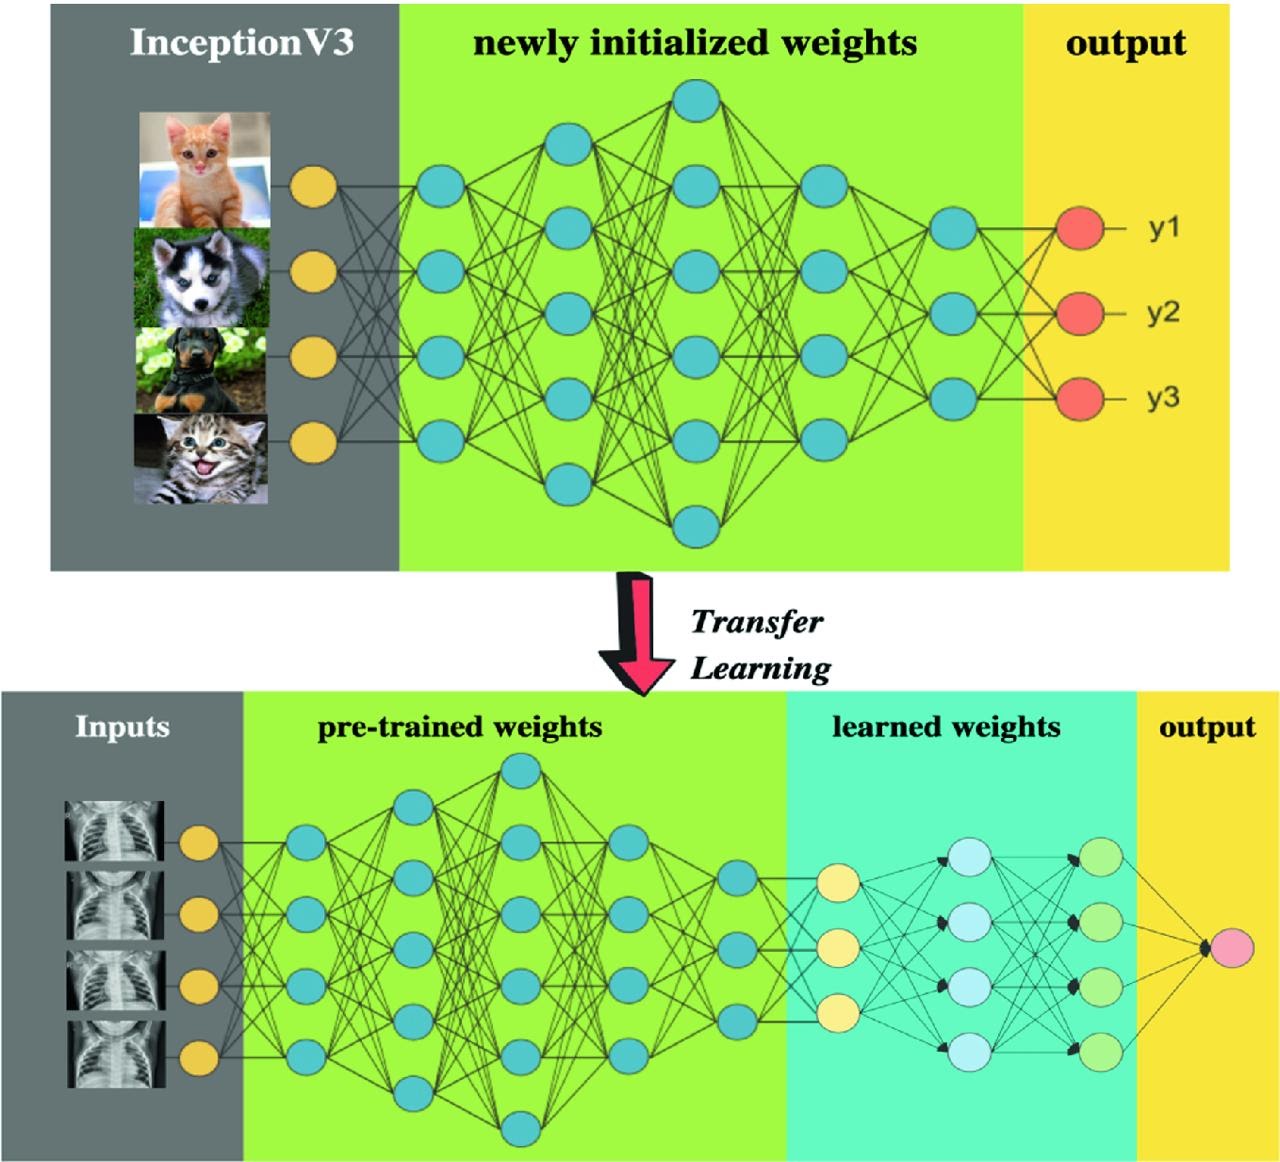 InceptionV3
newly initialized weights
output
y1
y2
y3
Transfer
Learning
Inputs
pre-trained weights
learned weights
output